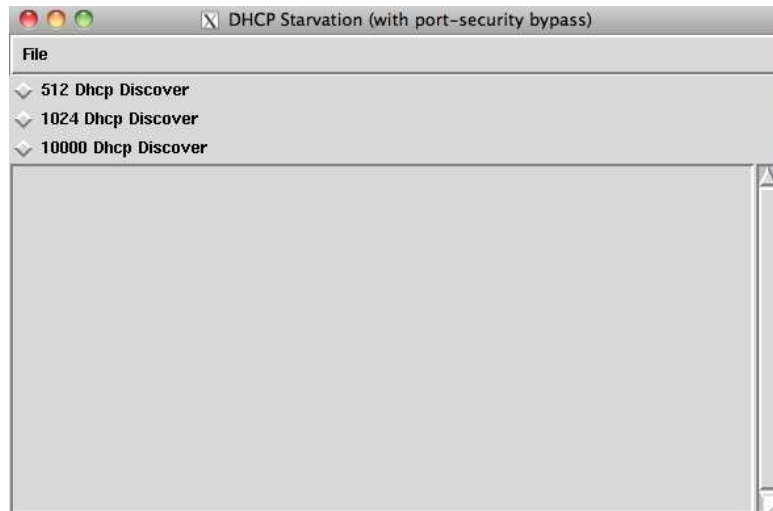 DHCP Starvation (with port-security bypass)
File
512 Dhcp Discover
1024 Dhcp Discover
10000 Dhcp Discover